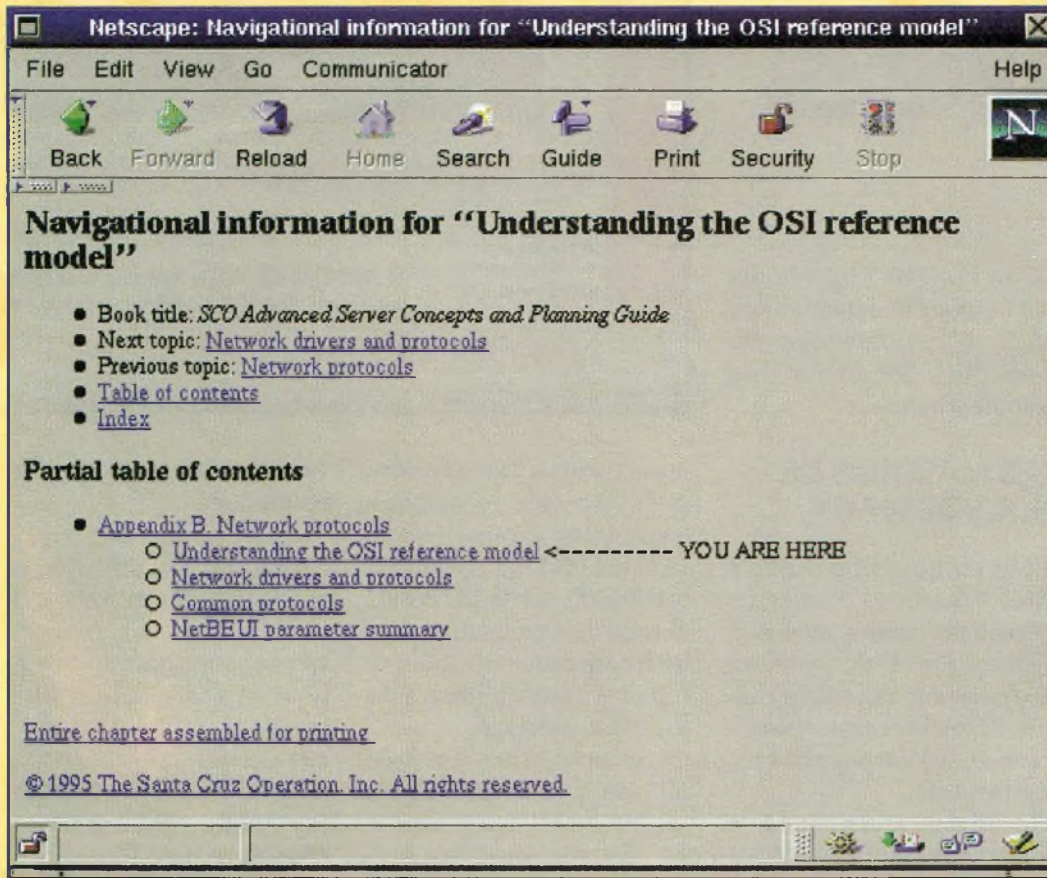 Netscape: Navigational information for “Understanding the OSI reference model”
File Edit View Go Communicator Help
Back Forward Reload Home Search Guide Print Security Stop
N
Navigational information for “Understanding the OSI reference
model”
Book title: SCO Advanced Server Concepts and Planning Guide
Next topic: Network drivers and protocols
Previous topic: Network protocols
Table of contents
Index
Partial table of contents
Appendix B. Network protocols
Understanding the OSI reference model <---------- YOU ARE HERE
Network drivers and protocols
Common protocols
NetBEUI parameter summary
Entire chapter assembled for printing
© 1995 The Santa Cruz Operation, Inc. All rights reserved.